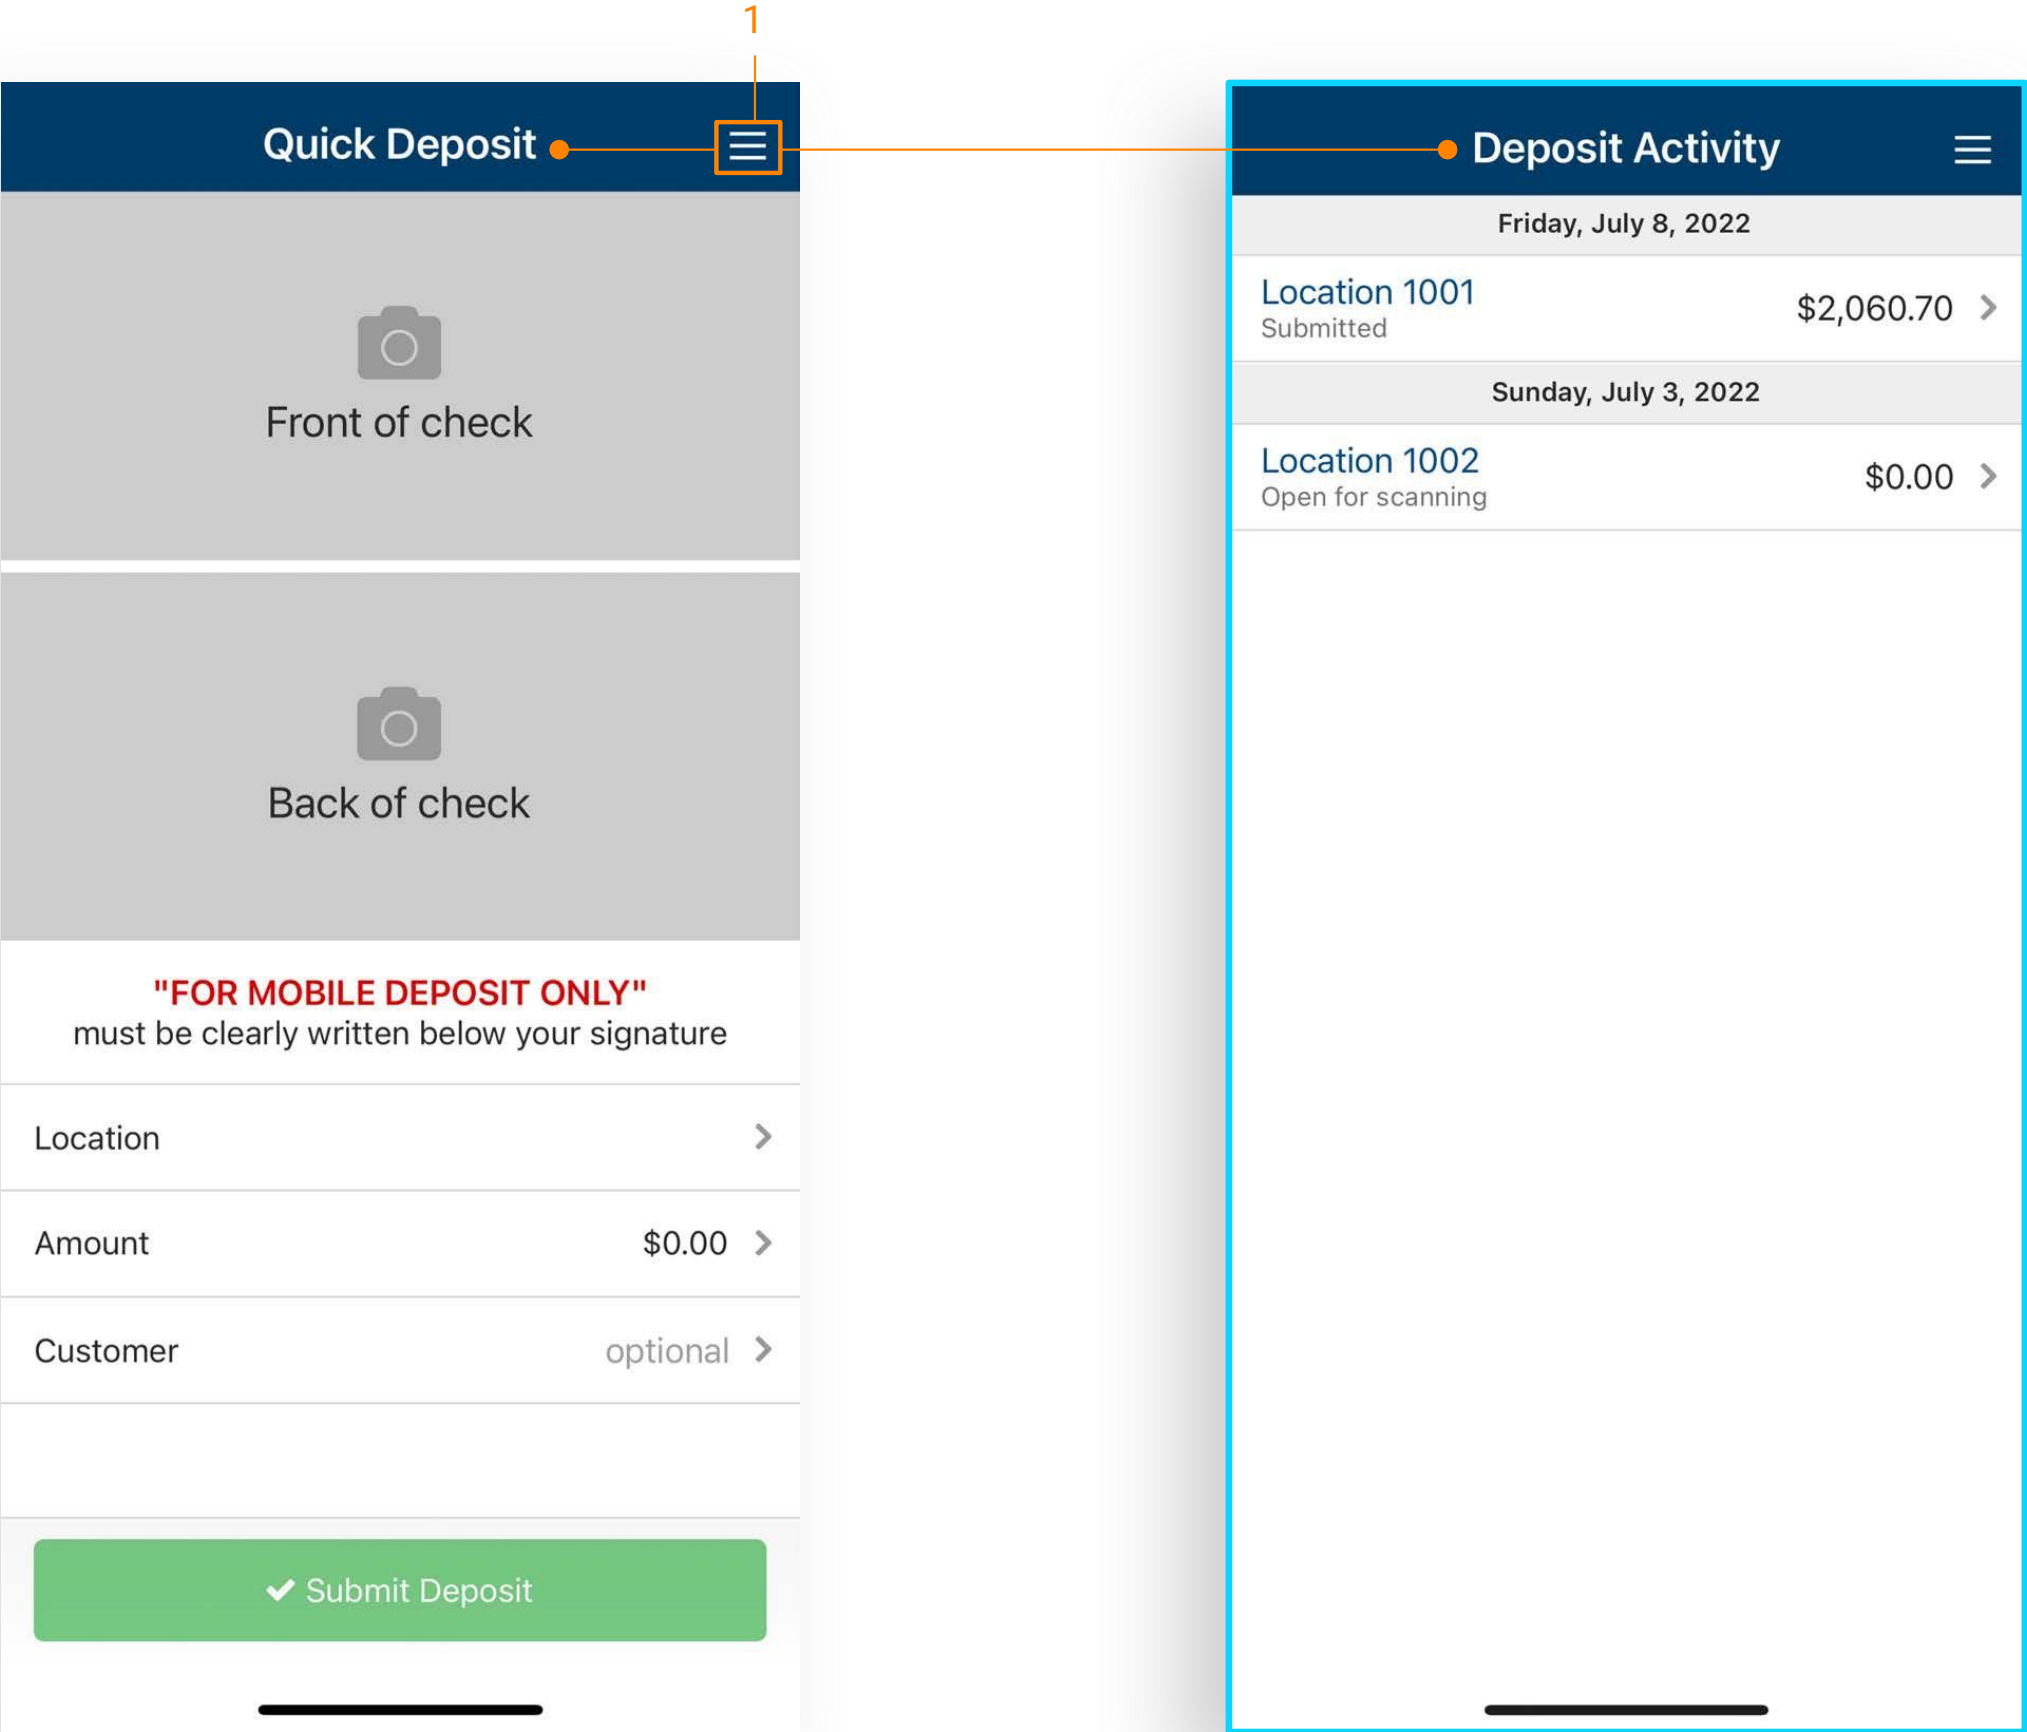 1
Quick Deposit
Front of check
Back of check
"FOR MOBILE DEPOSIT ONLY"
must be clearly written below your signature
Location
Amount $0.00
Customer optional
Submit Deposit
Deposit Activity
Friday, July 8, 2022
Location 1001
Submitted
$2,060.70
Sunday, July 3, 2022
Location 1002
Open for scanning
$0.00